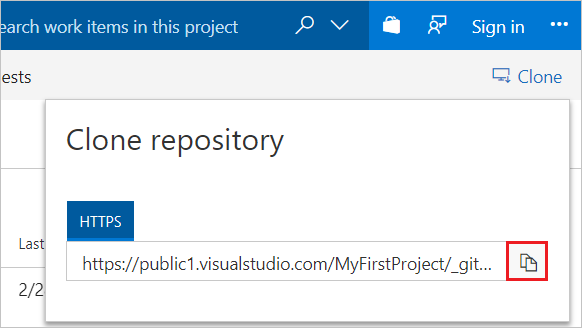 earch work items in this project
Sign in
...
ests
Clone
Clone repository
HTTPS
Last
https://public1.visualstudio.com/MyFirstProject/_git...
2/2